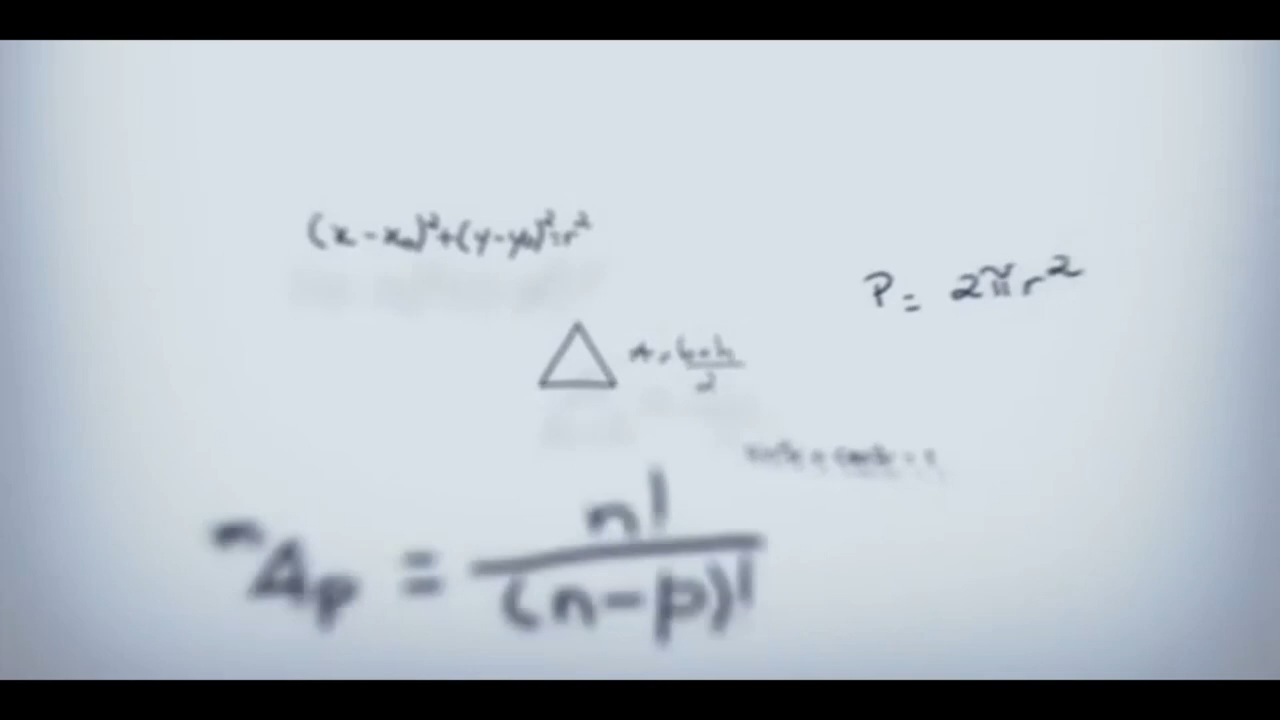 (x-x₀)²+(y-y₀)²=r²
P = 2πr²
A = b×h/2
ⁿAₚ = n!/(n-p)!